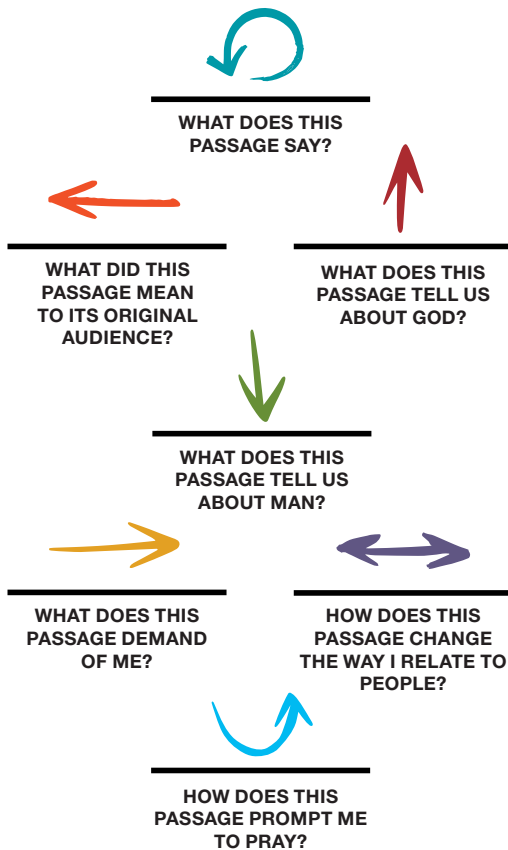 WHAT DOES THIS
PASSAGE SAY?
WHAT DID THIS
PASSAGE MEAN
TO ITS ORIGINAL
AUDIENCE?
WHAT DOES THIS
PASSAGE TELL US
ABOUT GOD?
WHAT DOES THIS
PASSAGE TELL US
ABOUT MAN?
WHAT DOES THIS
PASSAGE DEMAND
OF ME?
HOW DOES THIS
PASSAGE CHANGE
THE WAY I RELATE TO
PEOPLE?
HOW DOES THIS
PASSAGE PROMPT ME
TO PRAY?